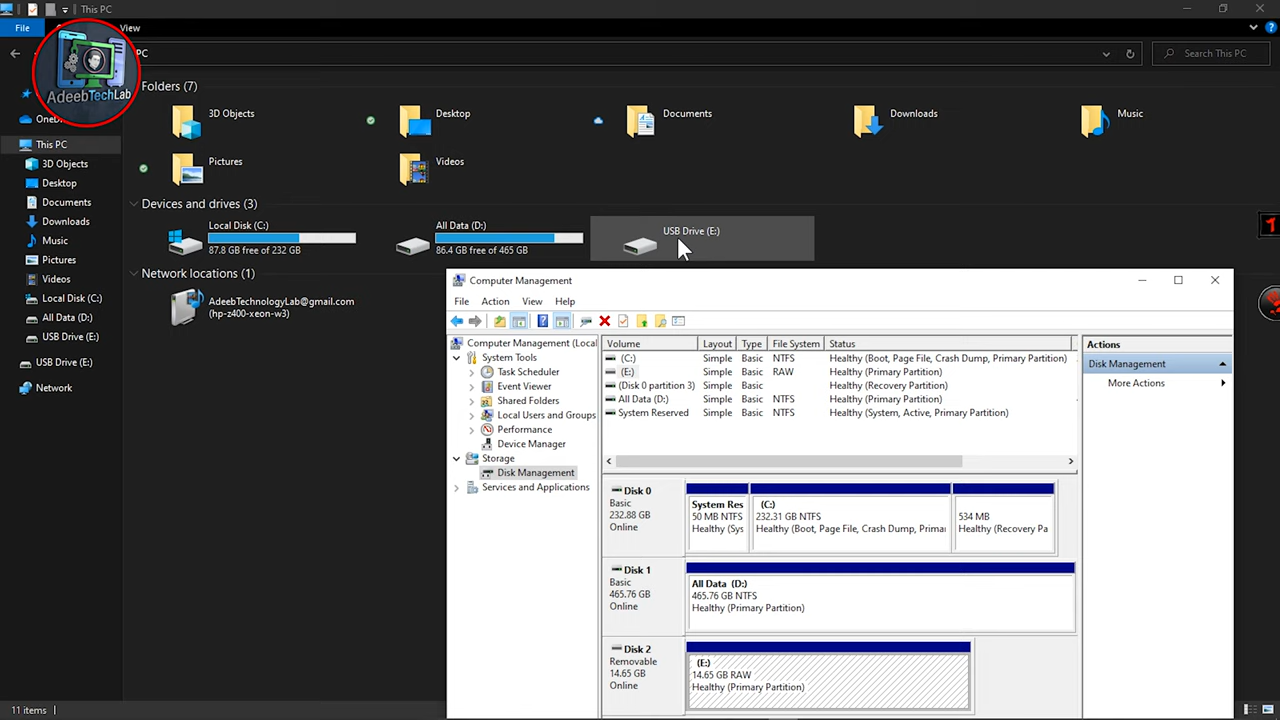 This PC
File
View
PC
Search This PC
AdeebTechLab
Folders (7)
3D Objects
Desktop
Documents
Downloads
Music
Pictures
Videos
This PC
3D Objects
Desktop
Documents
Downloads
Music
Pictures
Videos
Local Disk (C:)
All Data (D:)
USB Drive (E:)
USB Drive (E:)
Network
Devices and drives (3)
Local Disk (C:)
87.8 GB free of 232 GB
All Data (D:)
86.4 GB free of 465 GB
USB Drive (E:)
Network locations (1)
AdeebTechnologyLab@gmail.com
(hp-z400-xeon-w3)
Computer Management
File Action View Help
Computer Management (Local
System Tools
Task Scheduler
Event Viewer
Shared Folders
Local Users and Groups
Performance
Device Manager
Storage
Disk Management
Services and Applications
Volume Layout Type File System Status
(C:) Simple Basic NTFS Healthy (Boot, Page File, Crash Dump, Primary Partition)
(E:) Simple Basic RAW Healthy (Primary Partition)
(Disk 0 partition 3) Simple Basic Healthy (Recovery Partition)
All Data (D:) Simple Basic NTFS Healthy (Primary Partition)
System Reserved Simple Basic NTFS Healthy (System, Active, Primary Partition)
Disk 0
Basic
232.88 GB
Online
System Res
50 MB NTFS
Healthy (Sys
(C:)
232.31 GB NTFS
Healthy (Boot, Page File, Crash Dump, Prima
534 MB
Healthy (Recovery Pa
Disk 1
Basic
465.76 GB
Online
All Data (D:)
465.76 GB NTFS
Healthy (Primary Partition)
Disk 2
Removable
14.65 GB
Online
(E:)
14.65 GB RAW
Healthy (Primary Partition)
Actions
Disk Management
More Actions
11 items